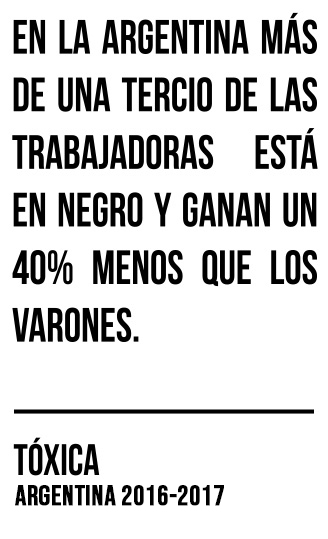 EN LA ARGENTINA MÁS
DE UNA TERCIO DE LAS
TRABAJADORAS ESTÁ
EN NEGRO Y GANAN UN
40% MENOS QUE LOS
VARONES.
TÓXICA
ARGENTINA 2016-2017